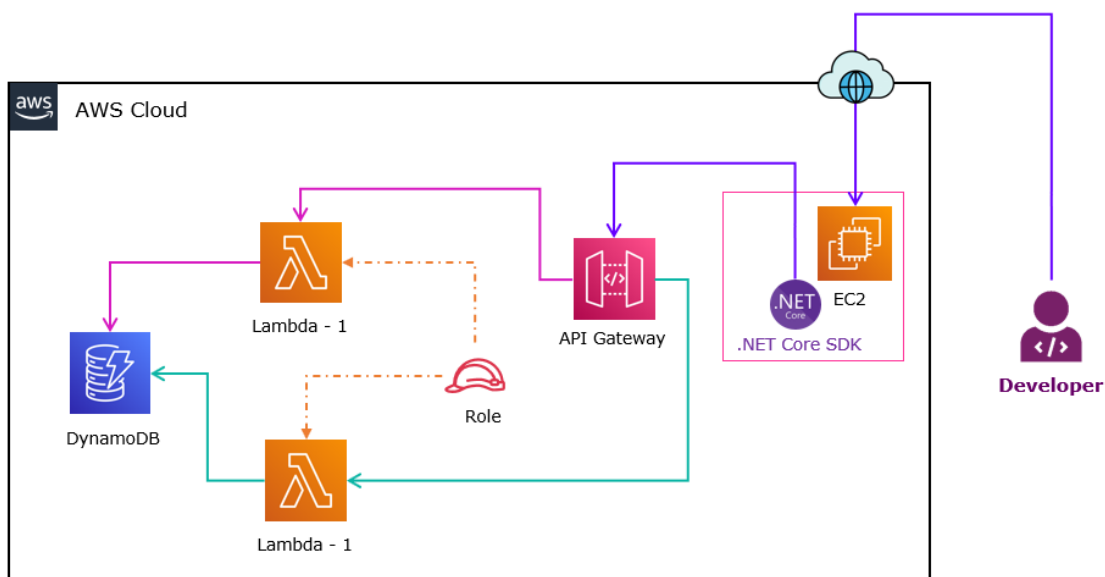 aws
AWS Cloud
Lambda - 1
API Gateway
.NET
Core
EC2
.NET Core SDK
</>
Developer
Role
DynamoDB
Lambda - 1